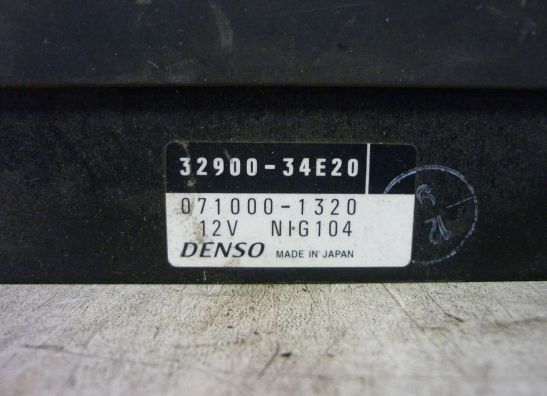 32900-34E20
071000-1320
12V NIG104
DENSO MADE IN JAPAN